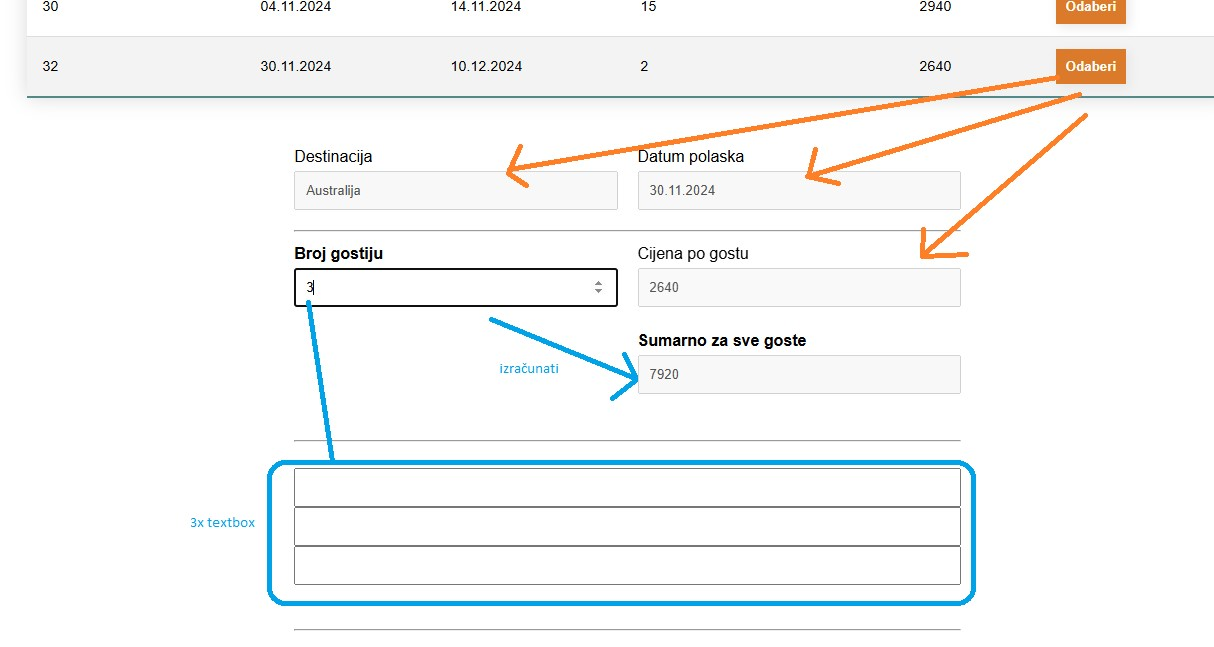 30 04.11.2024 14.11.2024 15 2940 Odaberi
32 30.11.2024 10.12.2024 2 2640 Odaberi
Destinacija Datum polaska
Australija 30.11.2024
Broj gostiju Cijena po gostu
3 2640
Sumarno za sve goste
izračunati 7920
3x textbox